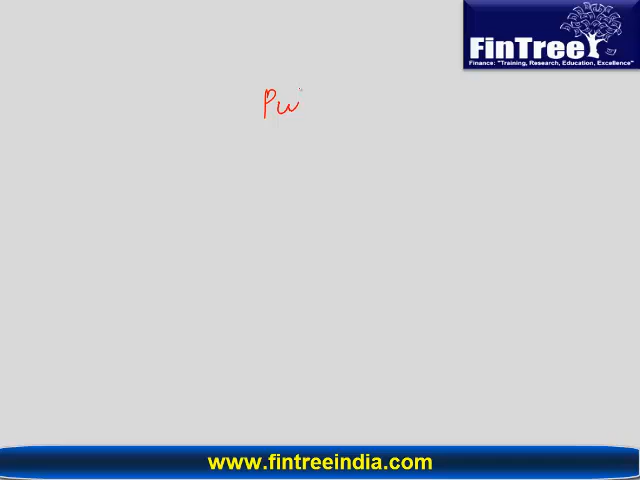 FinTree
Finance: "Training, Research, Education, Excellence"
www.fintreeindia.com